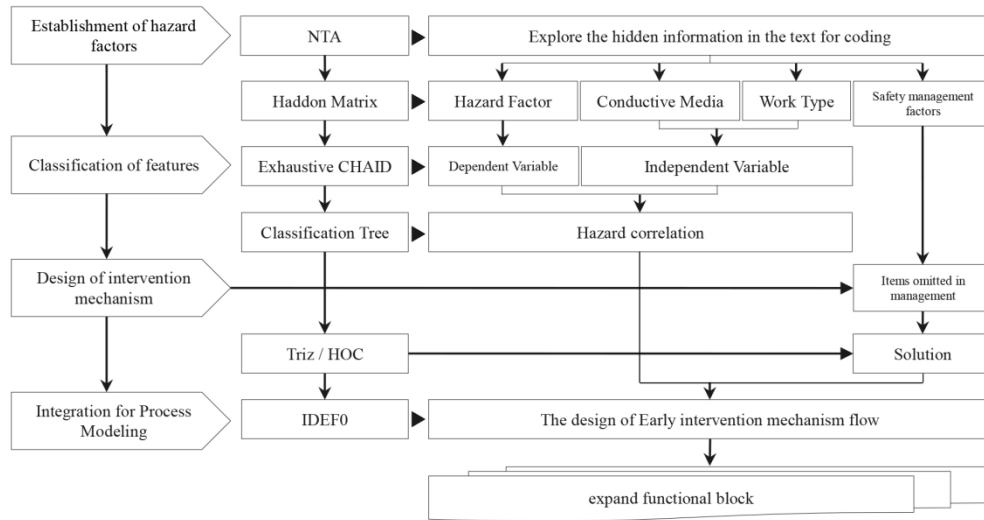 Establishment of hazard
factors
NTA
Explore the hidden information in the text for coding
Haddon Matrix
Hazard Factor
Conductive Media
Work Type
Safety management
factors
Classification of features
Exhaustive CHAID
Dependent Variable
Independent Variable
Classification Tree
Hazard correlation
Design of intervention
mechanism
Items omitted in
management
Triz / HOC
Solution
Integration for Process
Modeling
IDEF0
The design of Early intervention mechanism flow
expand functional block